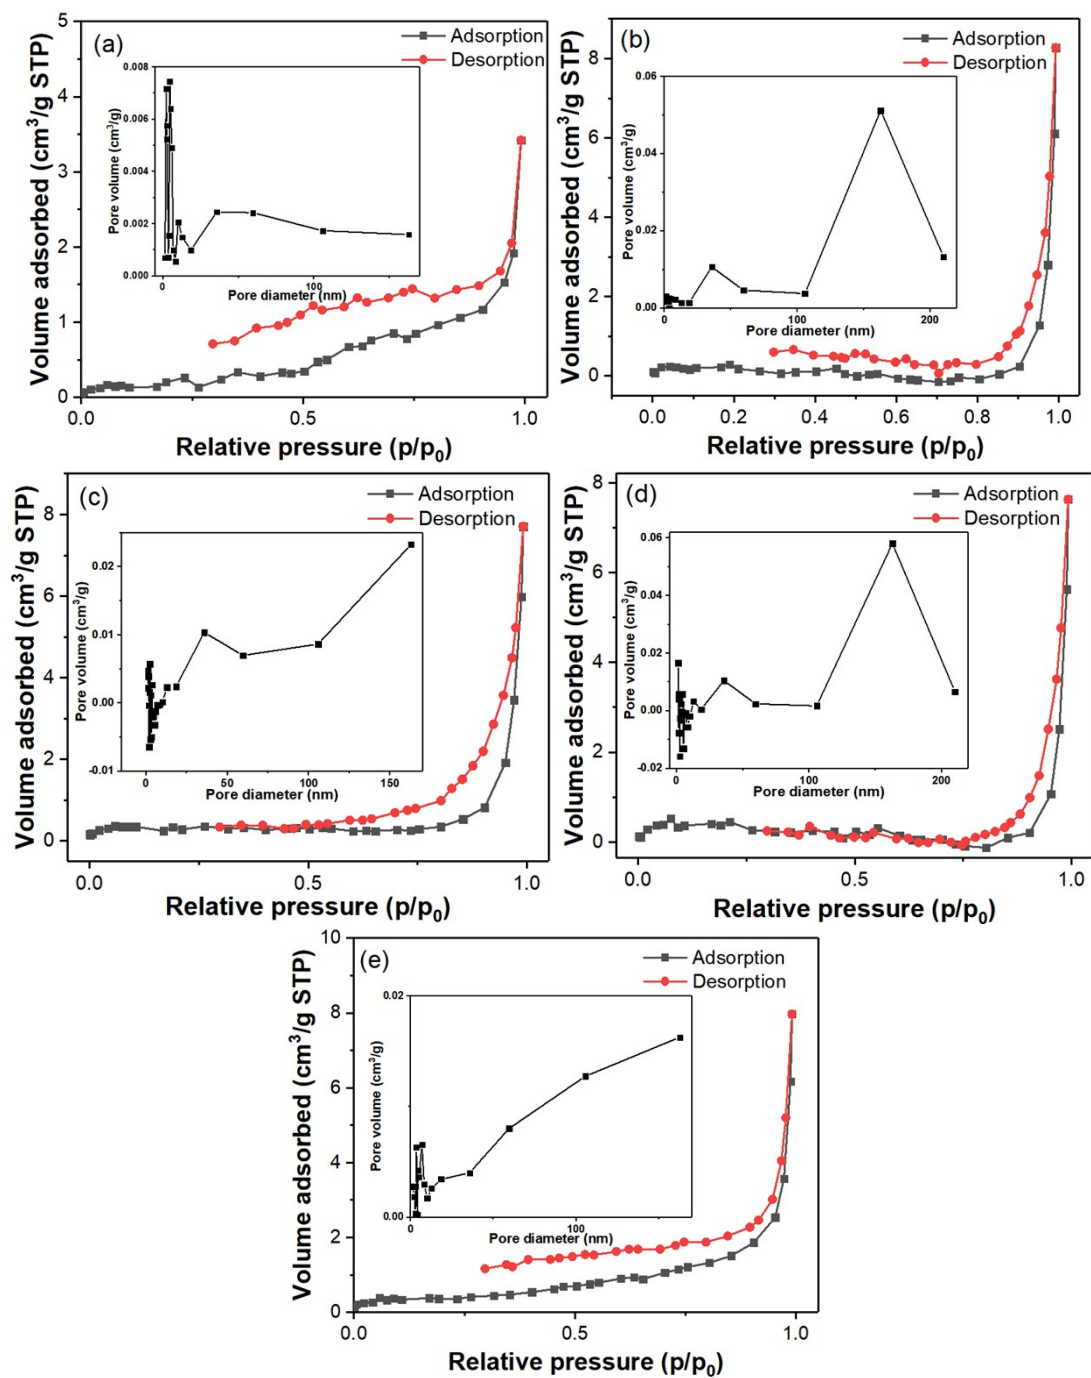 (a)
Adsorption
Desorption
Volume adsorbed (cm³/g STP)
5
4
3
2
1
0
0.0
0.5
1.0
Relative pressure (p/p₀)
Pore volume (cm³/g)
0.008
0.006
0.004
0.002
0.000
0
100
Pore diameter (nm)
(b)
Adsorption
Desorption
Volume adsorbed (cm³/g STP)
8
6
4
2
0
0.0
0.2
0.4
0.6
0.8
1.0
Relative pressure (p/p₀)
Pore volume (cm³/g)
0.06
0.04
0.02
0.00
0
100
200
Pore diameter (nm)
(c)
Adsorption
Desorption
Volume adsorbed (cm³/g STP)
8
6
4
2
0
0.0
0.5
1.0
Relative pressure (p/p₀)
Pore volume (cm³/g)
0.02
0.01
0.00
-0.01
0
50
100
150
Pore diameter (nm)
(d)
Adsorption
Desorption
Volume adsorbed (cm³/g STP)
8
6
4
2
0
0.0
0.5
1.0
Relative pressure (p/p₀)
Pore volume (cm³/g)
0.06
0.04
0.02
0.00
-0.02
0
100
200
Pore diameter (nm)
(e)
Adsorption
Desorption
Volume adsorbed (cm³/g STP)
10
8
6
4
2
0
0.0
0.5
1.0
Relative pressure (p/p₀)
Pore volume (cm³/g)
0.02
0.00
0
100
Pore diameter (nm)